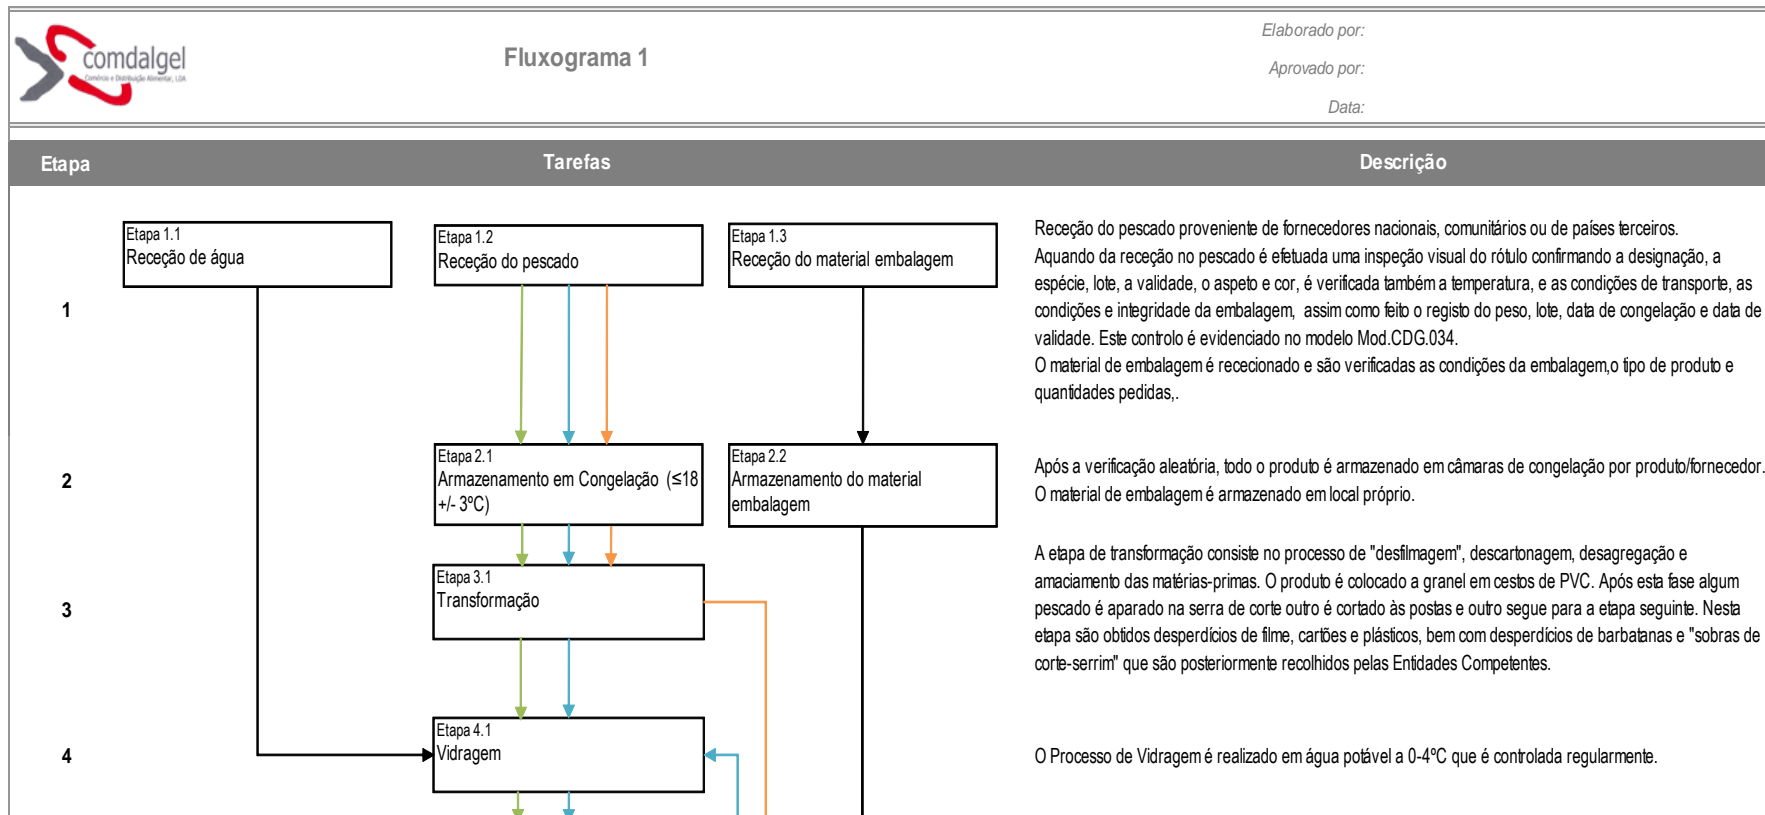 comdalgel
Comércio e Distribuição Alimentar, LDA
Fluxograma 1
Elaborado por:
Aprovado por:
Data:
Etapa
Tarefas
Descrição
1
Etapa 1.1
Receção de água
Etapa 1.2
Receção do pescado
Etapa 1.3
Receção do material embalagem
Receção do pescado proveniente de fornecedores nacionais, comunitários ou de países terceiros.
Aquando da receção no pescado é efetuada uma inspeção visual do rótulo confirmando a designação, a
espécie, lote, a validade, o aspeto e cor, é verificada também a temperatura, e as condições de transporte, as
condições e integridade da embalagem, assim como feito o registo do peso, lote, data de congelação e data de
validade. Este controlo é evidenciado no modelo Mod.CDG.034.
O material de embalagem é rececionado e são verificadas as condições da embalagem,o tipo de produto e
quantidades pedidas,.
2
Etapa 2.1
Armazenamento em Congelação (≤18
+/- 3ºC)
Etapa 2.2
Armazenamento do material
embalagem
Após a verificação aleatória, todo o produto é armazenado em câmaras de congelação por produto/fornecedor.
O material de embalagem é armazenado em local próprio.
3
Etapa 3.1
Transformação
A etapa de transformação consiste no processo de "desfilmagem", descartonagem, desagregação e
amaciamento das matérias-primas. O produto é colocado a granel em cestos de PVC. Após esta fase algum
pescado é aparado na serra de corte outro é cortado às postas e outro segue para a etapa seguinte. Nesta
etapa são obtidos desperdícios de filme, cartões e plásticos, bem com desperdícios de barbatanas e "sobras de
corte-serrim" que são posteriormente recolhidos pelas Entidades Competentes.
4
Etapa 4.1
Vidragem
O Processo de Vidragem é realizado em água potável a 0-4ºC que é controlada regularmente.